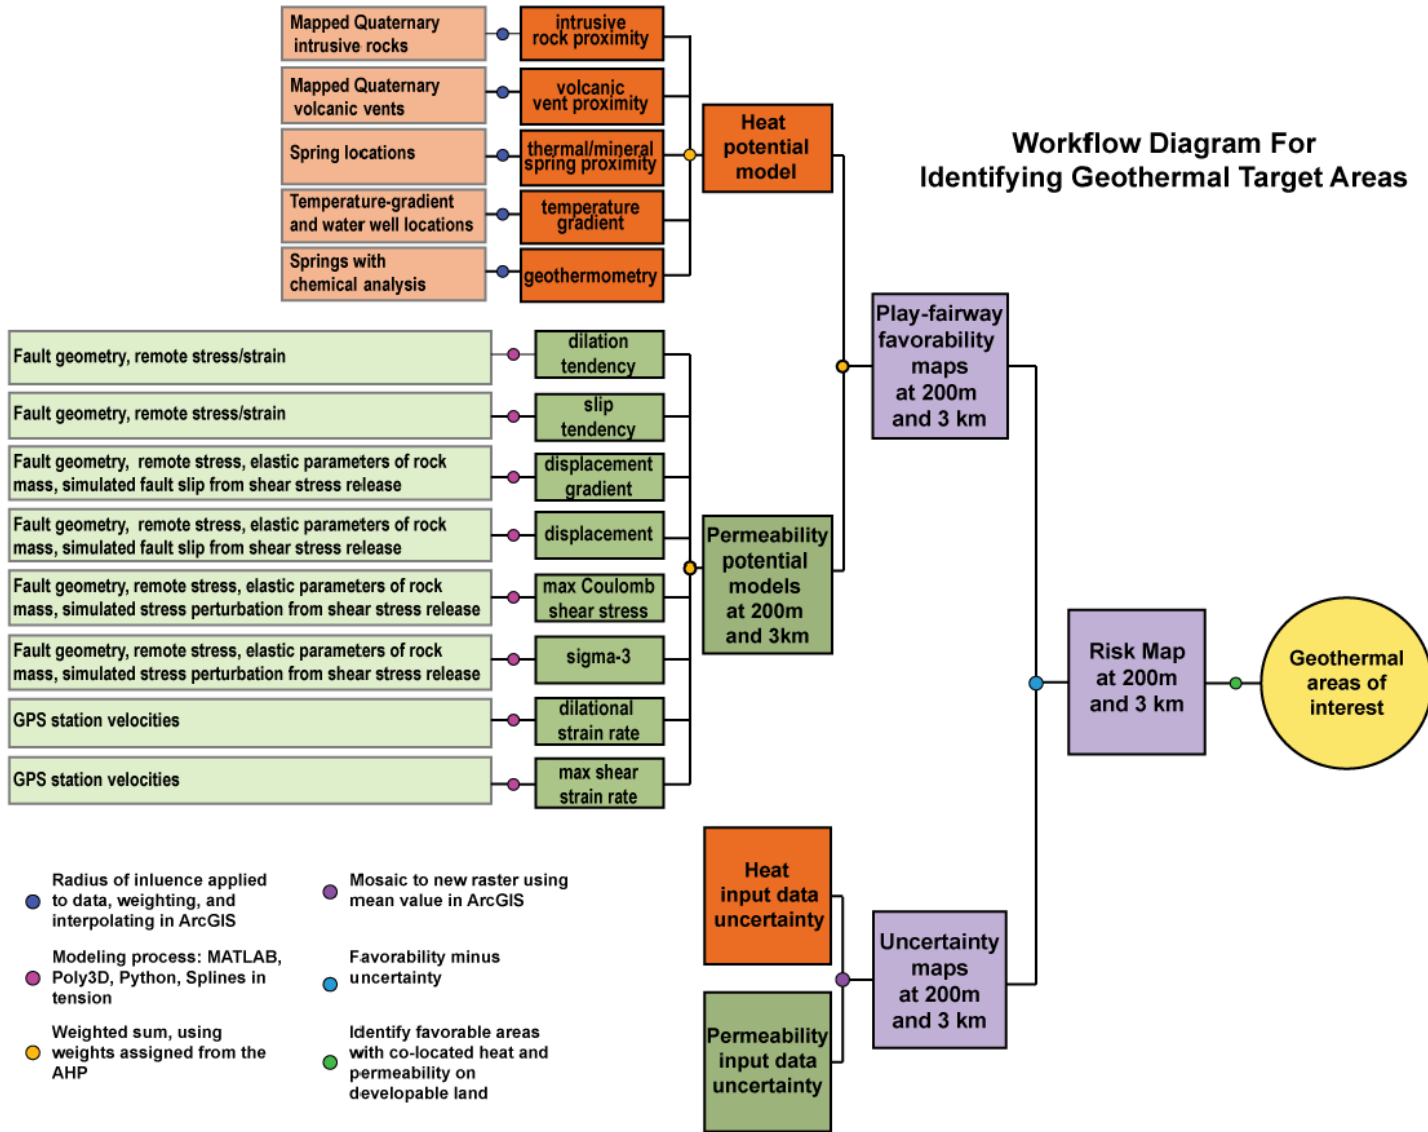 Workflow Diagram For
Identifying Geothermal Target Areas
Mapped Quaternary
intrusive rocks
intrusive
rock proximity
Mapped Quaternary
volcanic vents
volcanic
vent proximity
Spring locations
thermal/mineral
spring proximity
Temperature-gradient
and water well locations
temperature
gradient
Springs with
chemical analysis
geothermometry
Heat
potential
model
Fault geometry, remote stress/strain
dilation
tendency
Fault geometry, remote stress/strain
slip
tendency
Fault geometry, remote stress, elastic parameters of rock
mass, simulated fault slip from shear stress release
displacement
gradient
Fault geometry, remote stress, elastic parameters of rock
mass, simulated fault slip from shear stress release
displacement
Fault geometry, remote stress, elastic parameters of rock
mass, simulated stress perturbation from shear stress release
max Coulomb
shear stress
Fault geometry, remote stress, elastic parameters of rock
mass, simulated stress perturbation from shear stress release
sigma-3
GPS station velocities
dilational
strain rate
GPS station velocities
max shear
strain rate
Permeability
potential
models
at 200m
and 3km
Play-fairway
favorability
maps
at 200m
and 3 km
Risk Map
at 200m
and 3 km
Geothermal
areas of
interest
Heat
input data
uncertainty
Permeability
input data
uncertainty
Uncertainty
maps
at 200m
and 3 km
Radius of inluence applied
to data, weighting, and
interpolating in ArcGIS
Modeling process: MATLAB,
Poly3D, Python, Splines in
tension
Weighted sum, using
weights assigned from the
AHP
Mosaic to new raster using
mean value in ArcGIS
Favorability minus
uncertainty
Identify favorable areas
with co-located heat and
permeability on
developable land